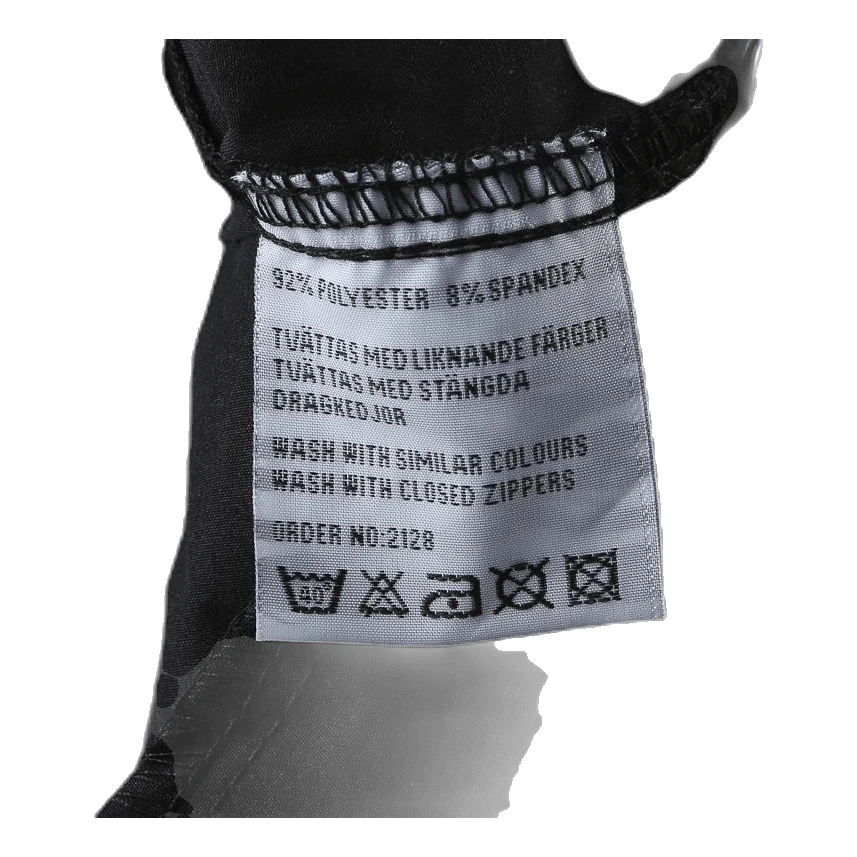 92% POLYESTER 8% SPANDEX
TVÄTTAS MED LIKNANDE FÄRGER
TVÄTTAS MED STÄNGDA
DRAGKEDJOR
WASH WITH SIMILAR COLOURS
WASH WITH CLOSED ZIPPERS
ORDER NO:2128
40°